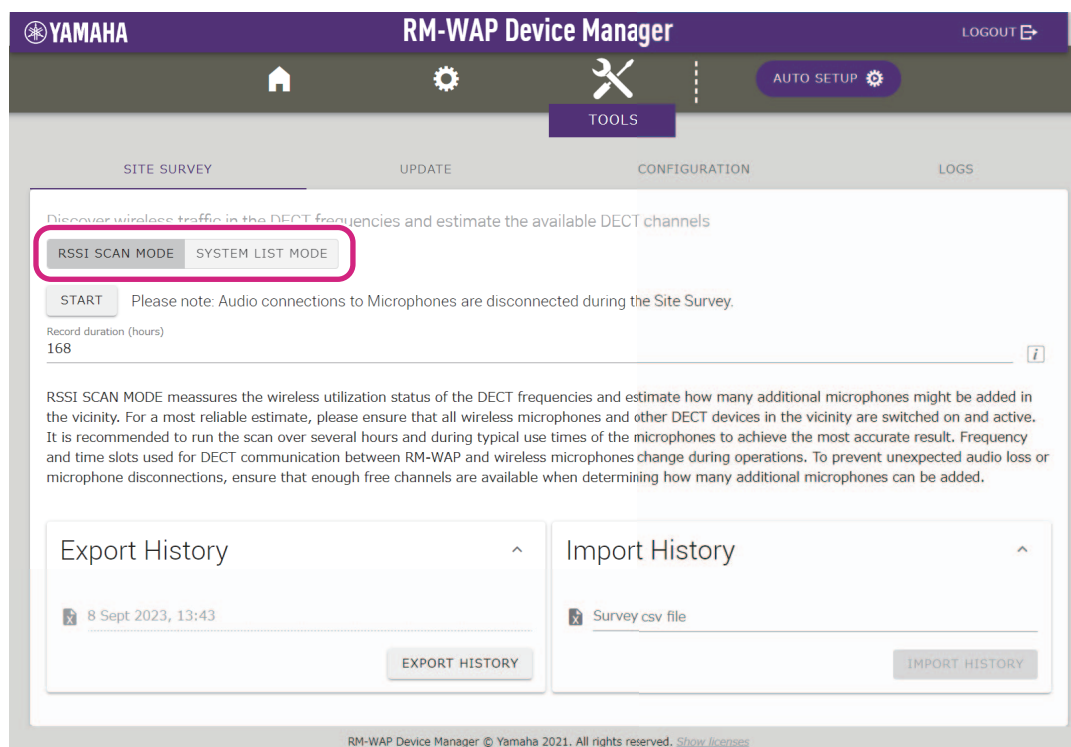 YAMAHA
RM-WAP Device Manager
LOGOUT
AUTO SETUP
TOOLS
SITE SURVEY
UPDATE
CONFIGURATION
LOGS
Discover wireless traffic in the DECT frequencies and estimate the available DECT channels
RSSI SCAN MODE
SYSTEM LIST MODE
START
Please note: Audio connections to Microphones are disconnected during the Site Survey.
Record duration (hours)
168
i
RSSI SCAN MODE meassures the wireless utilization status of the DECT frequencies and estimate how many additional microphones might be added in
the vicinity. For a most reliable estimate, please ensure that all wireless microphones and other DECT devices in the vicinity are switched on and active.
It is recommended to run the scan over several hours and during typical use times of the microphones to achieve the most accurate result. Frequency
and time slots used for DECT communication between RM-WAP and wireless microphones change during operations. To prevent unexpected audio loss or
microphone disconnections, ensure that enough free channels are available when determining how many additional microphones can be added.
Export History
8 Sept 2023, 13:43
EXPORT HISTORY
Import History
Survey csv file
IMPORT HISTORY
RM-WAP Device Manager © Yamaha 2021. All rights reserved. Show licenses